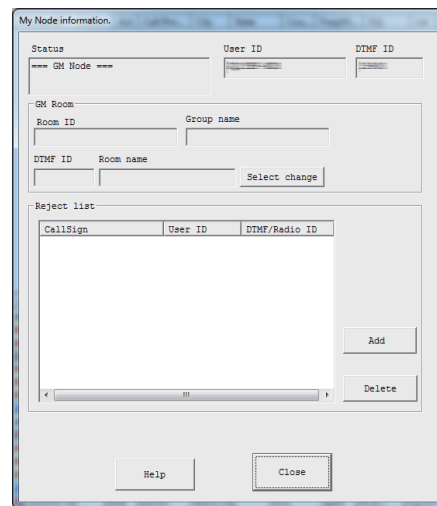 My Node information.
Status User ID DTMF ID
=== GM Node ===
GM Room
Room ID Group name
DTMF ID Room name
Select change
Reject list
CallSign User ID DTMF/Radio ID
Add
Delete
Help Close